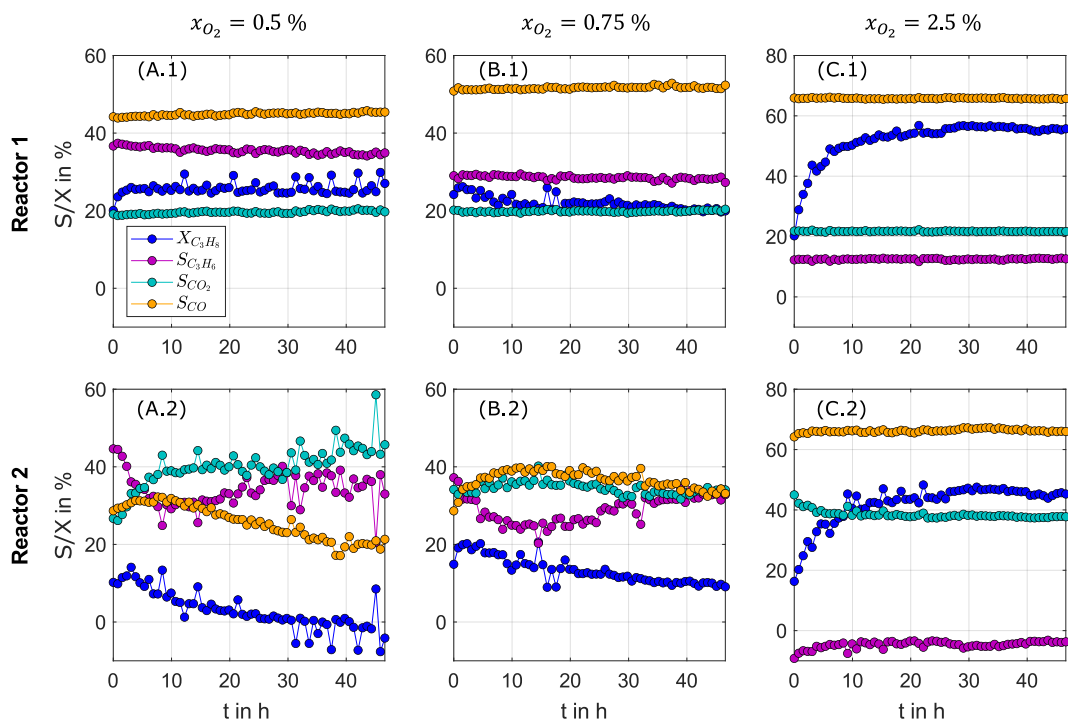 x_{O_2} = 0.5 % x_{O_2} = 0.75 % x_{O_2} = 2.5 %
Reactor 1
S/X in %
(A.1)
60
40
20
0
X_{C_3H_8}
S_{C_3H_6}
S_{CO_2}
S_{CO}
0 10 20 30 40
(B.1)
60
40
20
0
0 10 20 30 40
(C.1)
80
60
40
20
0
0 10 20 30 40
Reactor 2
S/X in %
(A.2)
60
40
20
0
0 10 20 30 40
t in h
(B.2)
60
40
20
0
0 10 20 30 40
t in h
(C.2)
80
60
40
20
0
0 10 20 30 40
t in h